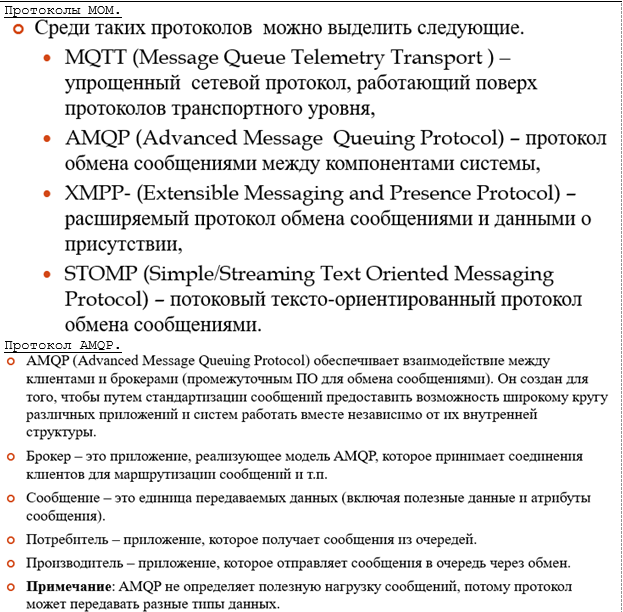 Протоколы MOM.
Среди таких протоколов можно выделить следующие.
MQTT (Message Queue Telemetry Transport ) –
упрощенный сетевой протокол, работающий поверх
протоколов транспортного уровня,
AMQP (Advanced Message Queuing Protocol) – протокол
обмена сообщениями между компонентами системы,
XMPP- (Extensible Messaging and Presence Protocol) –
расширяемый протокол обмена сообщениями и данными о
присутствии,
STOMP (Simple/Streaming Text Oriented Messaging
Protocol) – потоковый тексто-ориентированный протокол
обмена сообщениями.
Протокол AMQP.
AMQP (Advanced Message Queuing Protocol) обеспечивает взаимодействие между
клиентами и брокерами (промежуточным ПО для обмена сообщениями). Он создан для
того, чтобы путем стандартизации сообщений предоставить возможность широкому кругу
различных приложений и систем работать вместе независимо от их внутренней
структуры.
Брокер – это приложение, реализующее модель AMQP, которое принимает соединения
клиентов для маршрутизации сообщений и т.п.
Сообщение – это единица передаваемых данных (включая полезные данные и атрибуты
сообщения).
Потребитель – приложение, которое получает сообщения из очередей.
Производитель – приложение, которое отправляет сообщения в очередь через обмен.
Примечание: AMQP не определяет полезную нагрузку сообщений, потому протокол
может передавать разные типы данных.